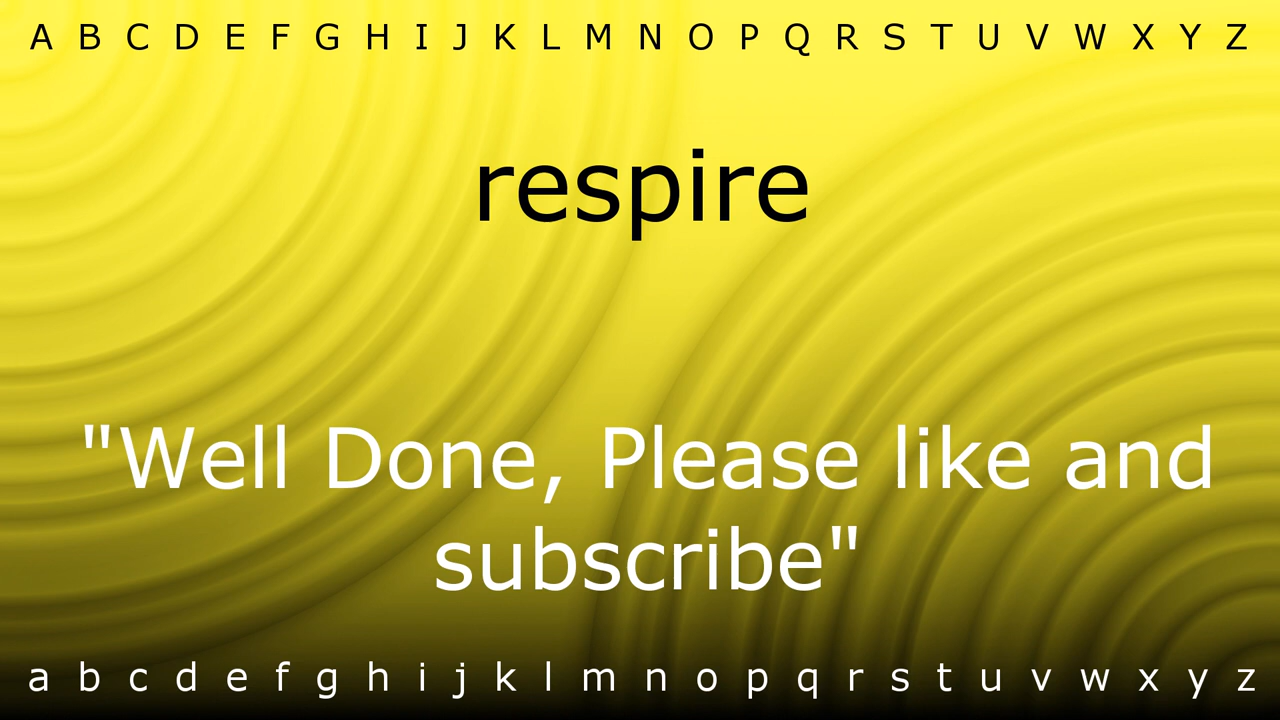 A B C D E F G H I J K L M N O P Q R S T U V W X Y Z
respire
"Well Done, Please like and
subscribe"
a b c d e f g h i j k l m n o p q r s t u v w x y z